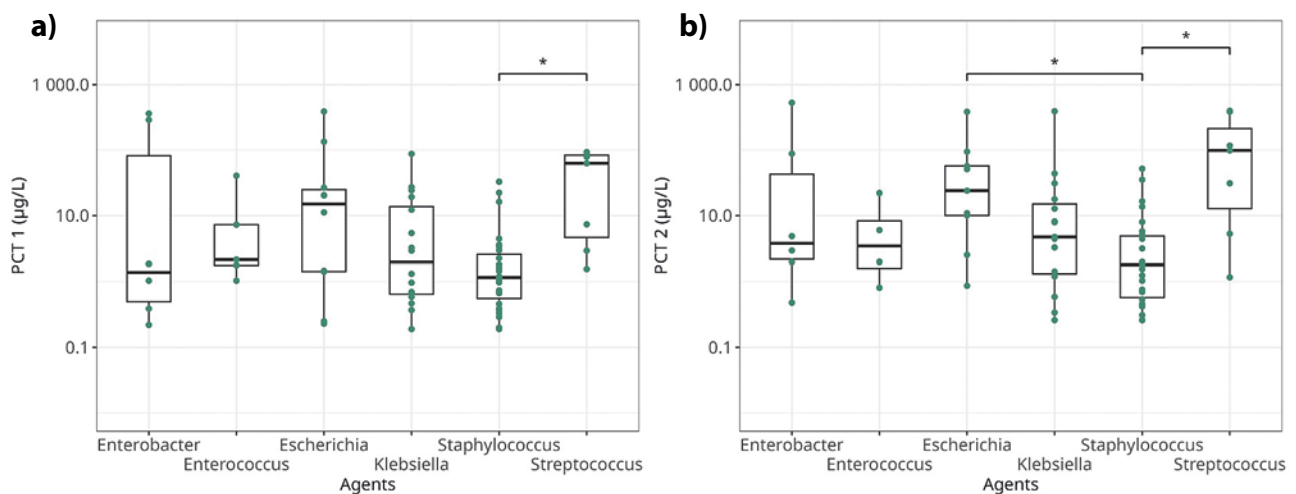 a)
*
1 000.0
10.0
0.1
PCT 1 (µg/L)
Enterobacter
Enterococcus
Escherichia
Klebsiella
Staphylococcus
Streptococcus
Agents
b)
*
*
1 000.0
10.0
0.1
PCT 2 (µg/L)
Enterobacter
Enterococcus
Escherichia
Klebsiella
Staphylococcus
Streptococcus
Agents